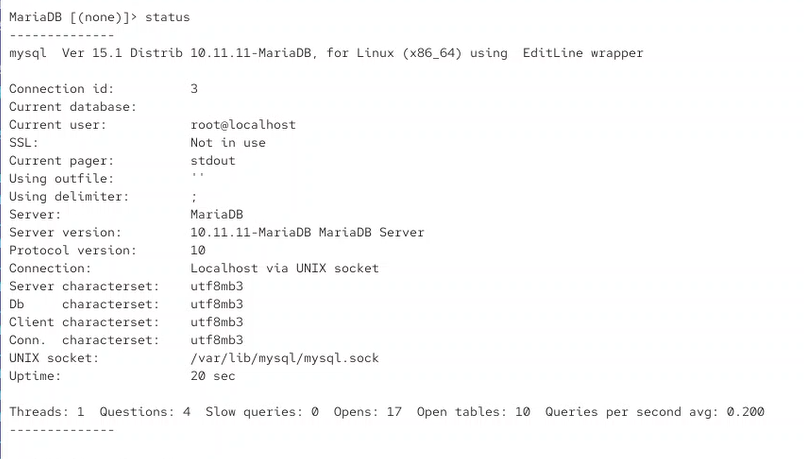 MariaDB [(none)]> status
--------------
mysql  Ver 15.1 Distrib 10.11.11-MariaDB, for Linux (x86_64) using  EditLine wrapper
Connection id:          3
Current database:
Current user:           root@localhost
SSL:                    Not in use
Current pager:          stdout
Using outfile:          ''
Using delimiter:        ;
Server:                 MariaDB
Server version:         10.11.11-MariaDB MariaDB Server
Protocol version:       10
Connection:             Localhost via UNIX socket
Server characterset:    utf8mb3
Db     characterset:    utf8mb3
Client characterset:    utf8mb3
Conn.  characterset:    utf8mb3
UNIX socket:            /var/lib/mysql/mysql.sock
Uptime:                 20 sec
Threads: 1  Questions: 4  Slow queries: 0  Opens: 17  Open tables: 10  Queries per second avg: 0.200
--------------